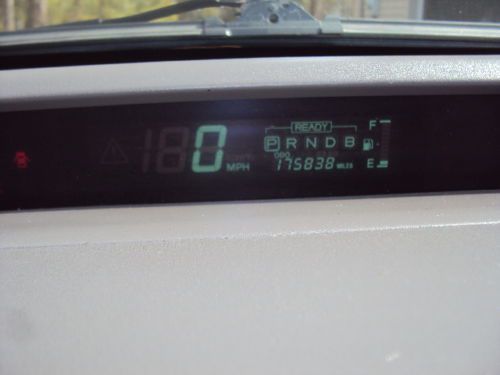 READY
F
0 MPH
P R N D B
ODO
175838 MILES
E